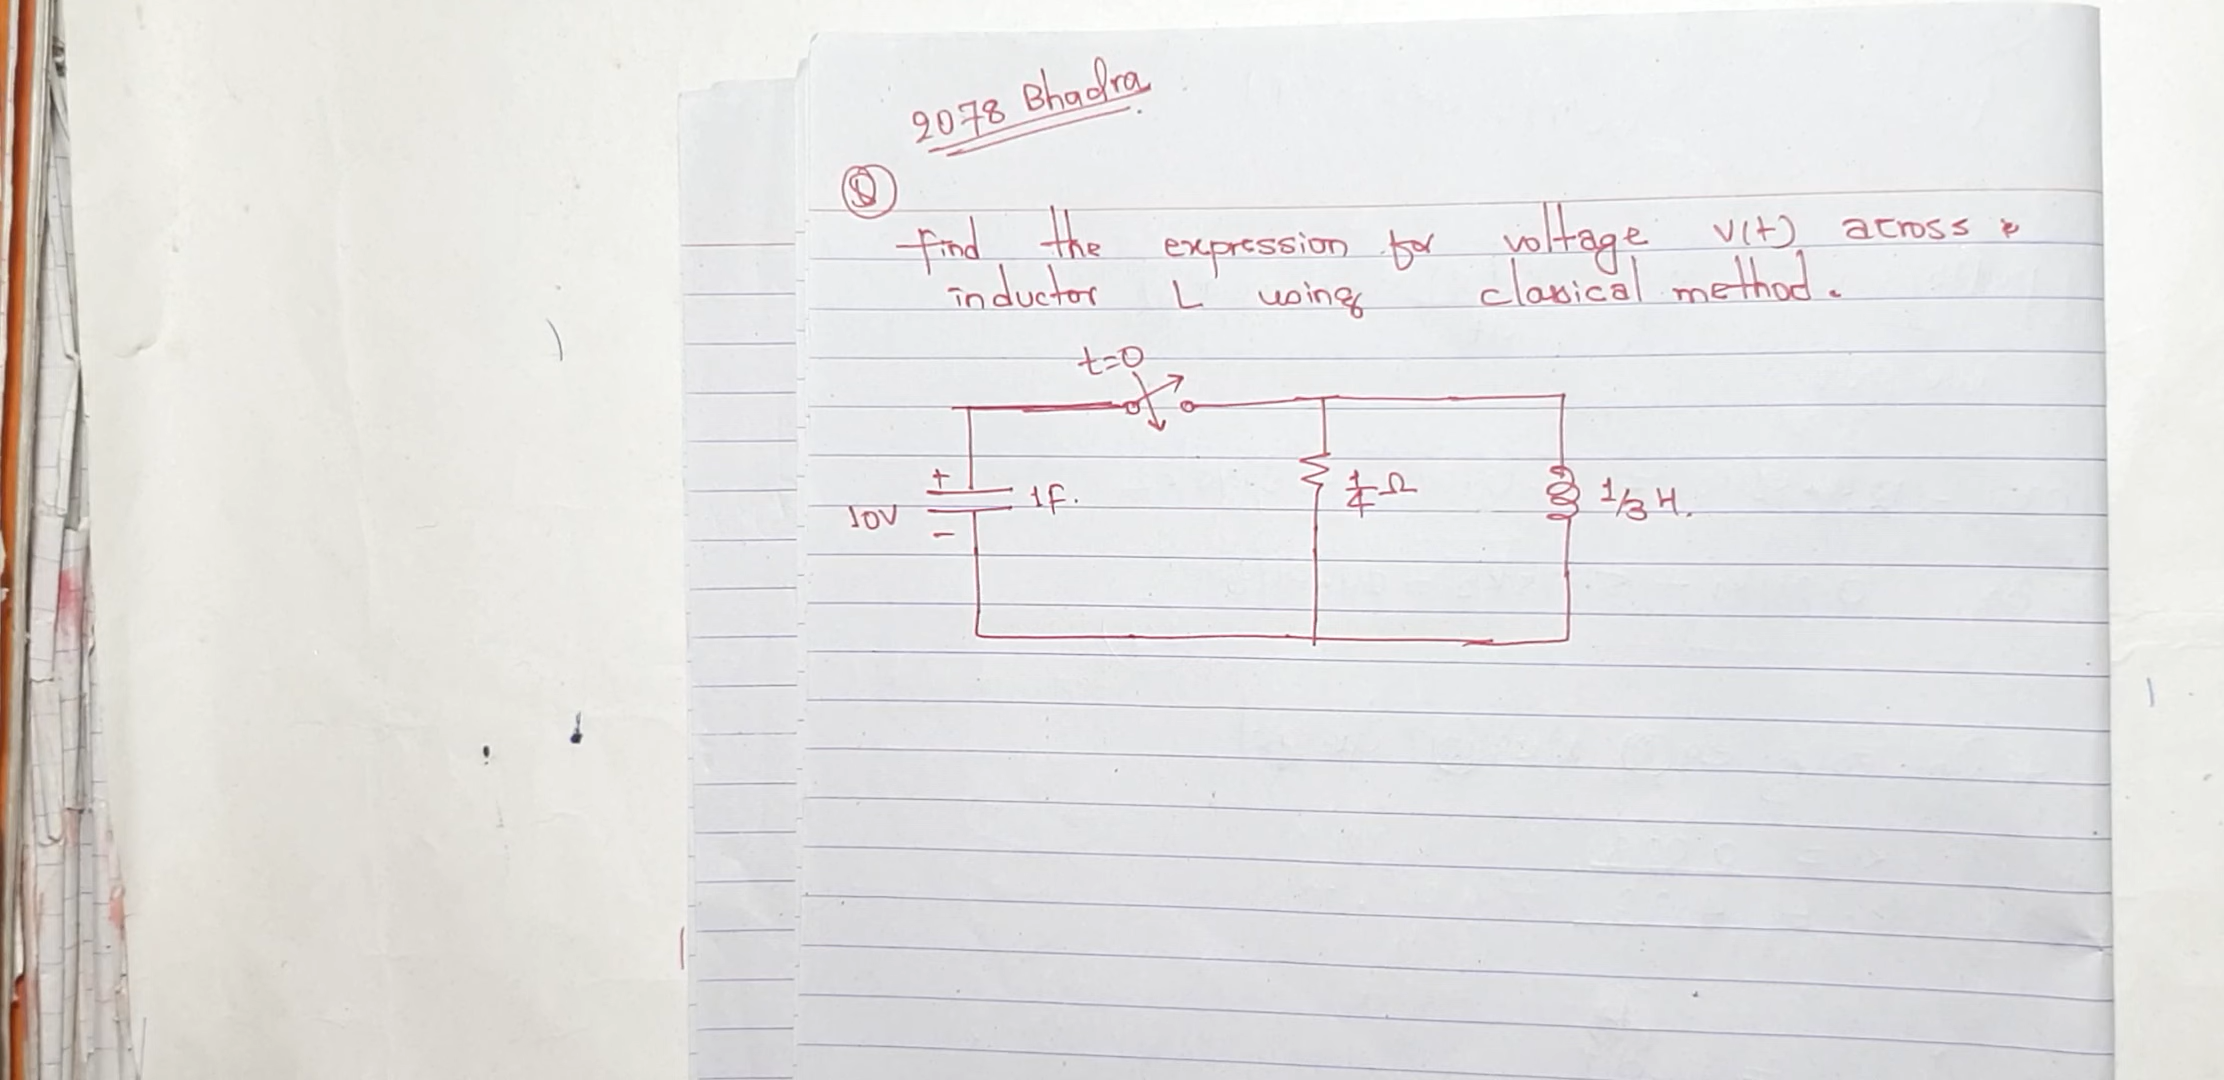 2078 Bhadra
Q
find the expression for voltage v(t) across
inductor L using classical method.
t=0
+
10V
1F.
-
1/4 Ω
1/3 H.